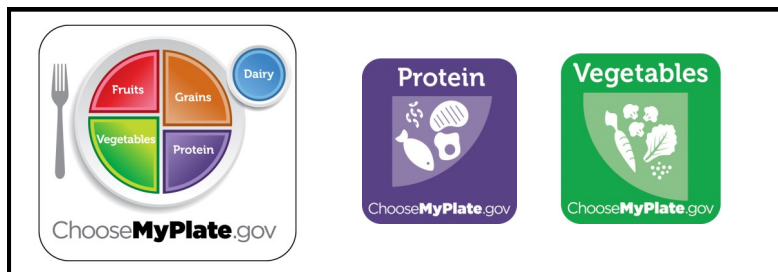 Fruits
Grains
Dairy
Vegetables
Protein
ChooseMyPlate.gov
Protein
ChooseMyPlate.gov
Vegetables
ChooseMyPlate.gov